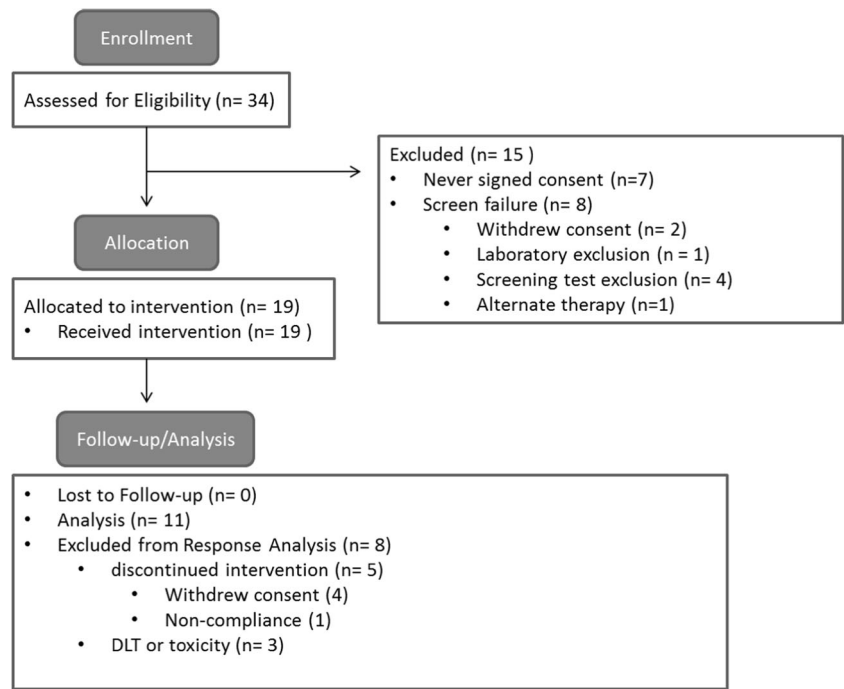 Enrollment
Assessed for Eligibility (n= 34)
Excluded (n= 15 )
• Never signed consent (n=7)
• Screen failure (n= 8)
• Withdrew consent (n= 2)
• Laboratory exclusion (n = 1)
• Screening test exclusion (n= 4)
• Alternate therapy (n=1)
Allocation
Allocated to intervention (n= 19)
• Received intervention (n= 19 )
Follow-up/Analysis
• Lost to Follow-up (n= 0)
• Analysis (n= 11)
• Excluded from Response Analysis (n= 8)
• discontinued intervention (n= 5)
• Withdrew consent (4)
• Non-compliance (1)
• DLT or toxicity (n= 3)